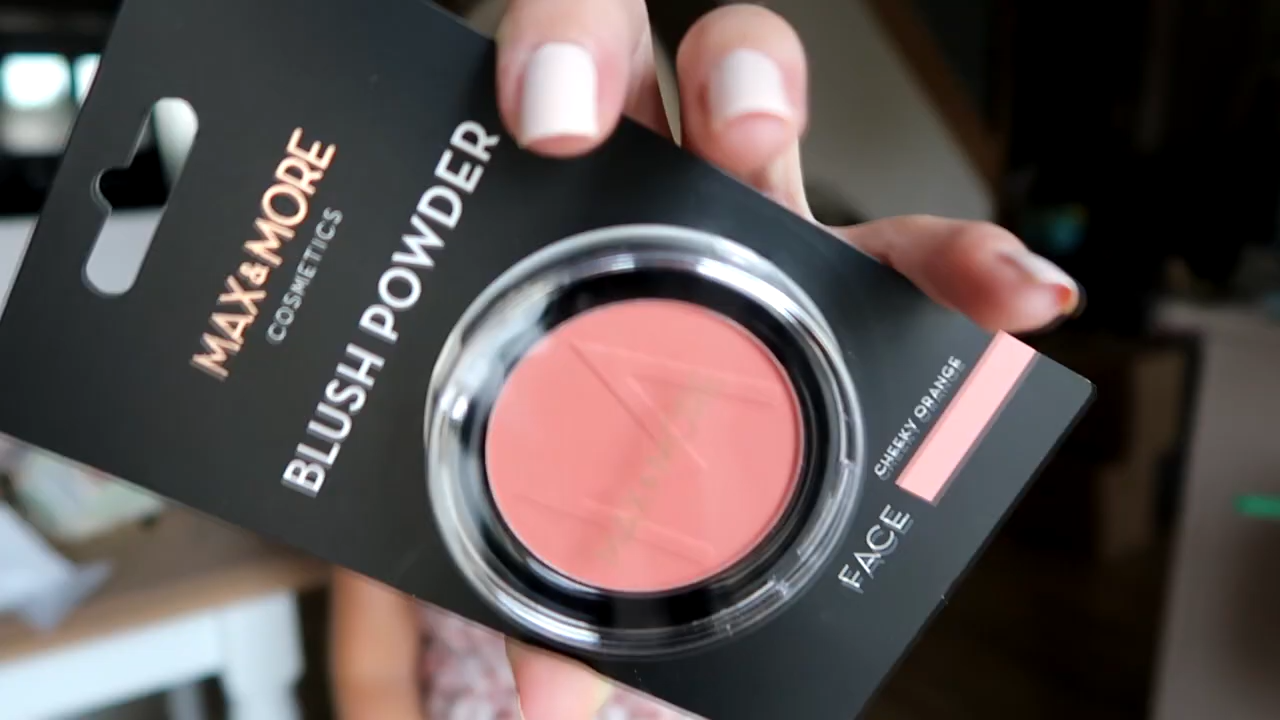 MAX&MORE
COSMETICS
BLUSH POWDER
CHEEKY ORANGE
FACE